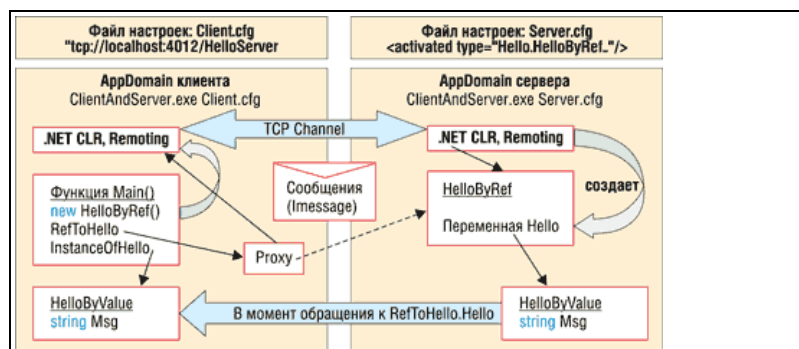 Файл настроек: Client.cfg
"tcp://localhost:4012/HelloServer
Файл настроек: Server.cfg
<activated type="Hello.HelloByRef.."/>
AppDomain клиента
ClientAndServer.exe Client.cfg
AppDomain сервера
ClientAndServer.exe Server.cfg
.NET CLR, Remoting
TCP Channel
.NET CLR, Remoting
создает
Функция Main()
new HelloByRef()
RefToHello
InstanceOfHello
Сообщения
(Imessage)
HelloByRef
Переменная Hello
Proxy
HelloByValue
string Msg
В момент обращения к RefToHello.Hello
HelloByValue
string Msg